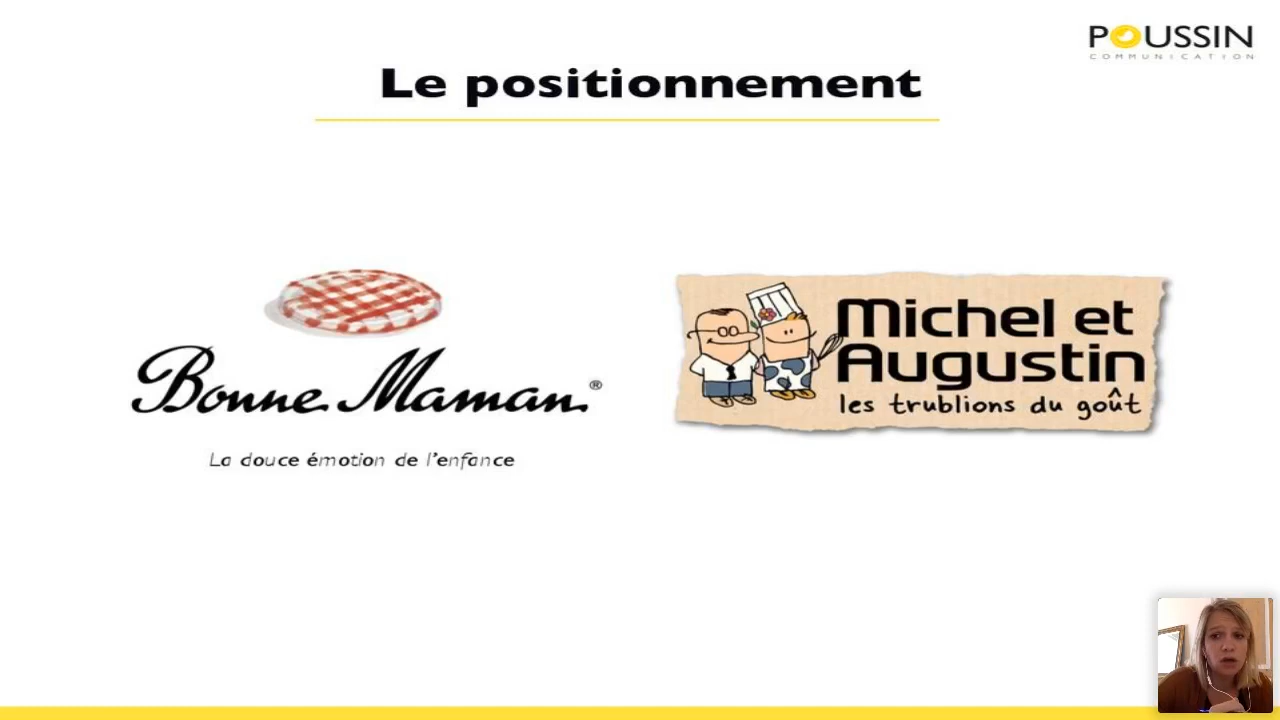 POUSSIN
COMMUNICATION
Le positionnement
Bonne Maman®
La douce émotion de l'enfance
Michel et
Augustin
les trublions du goût